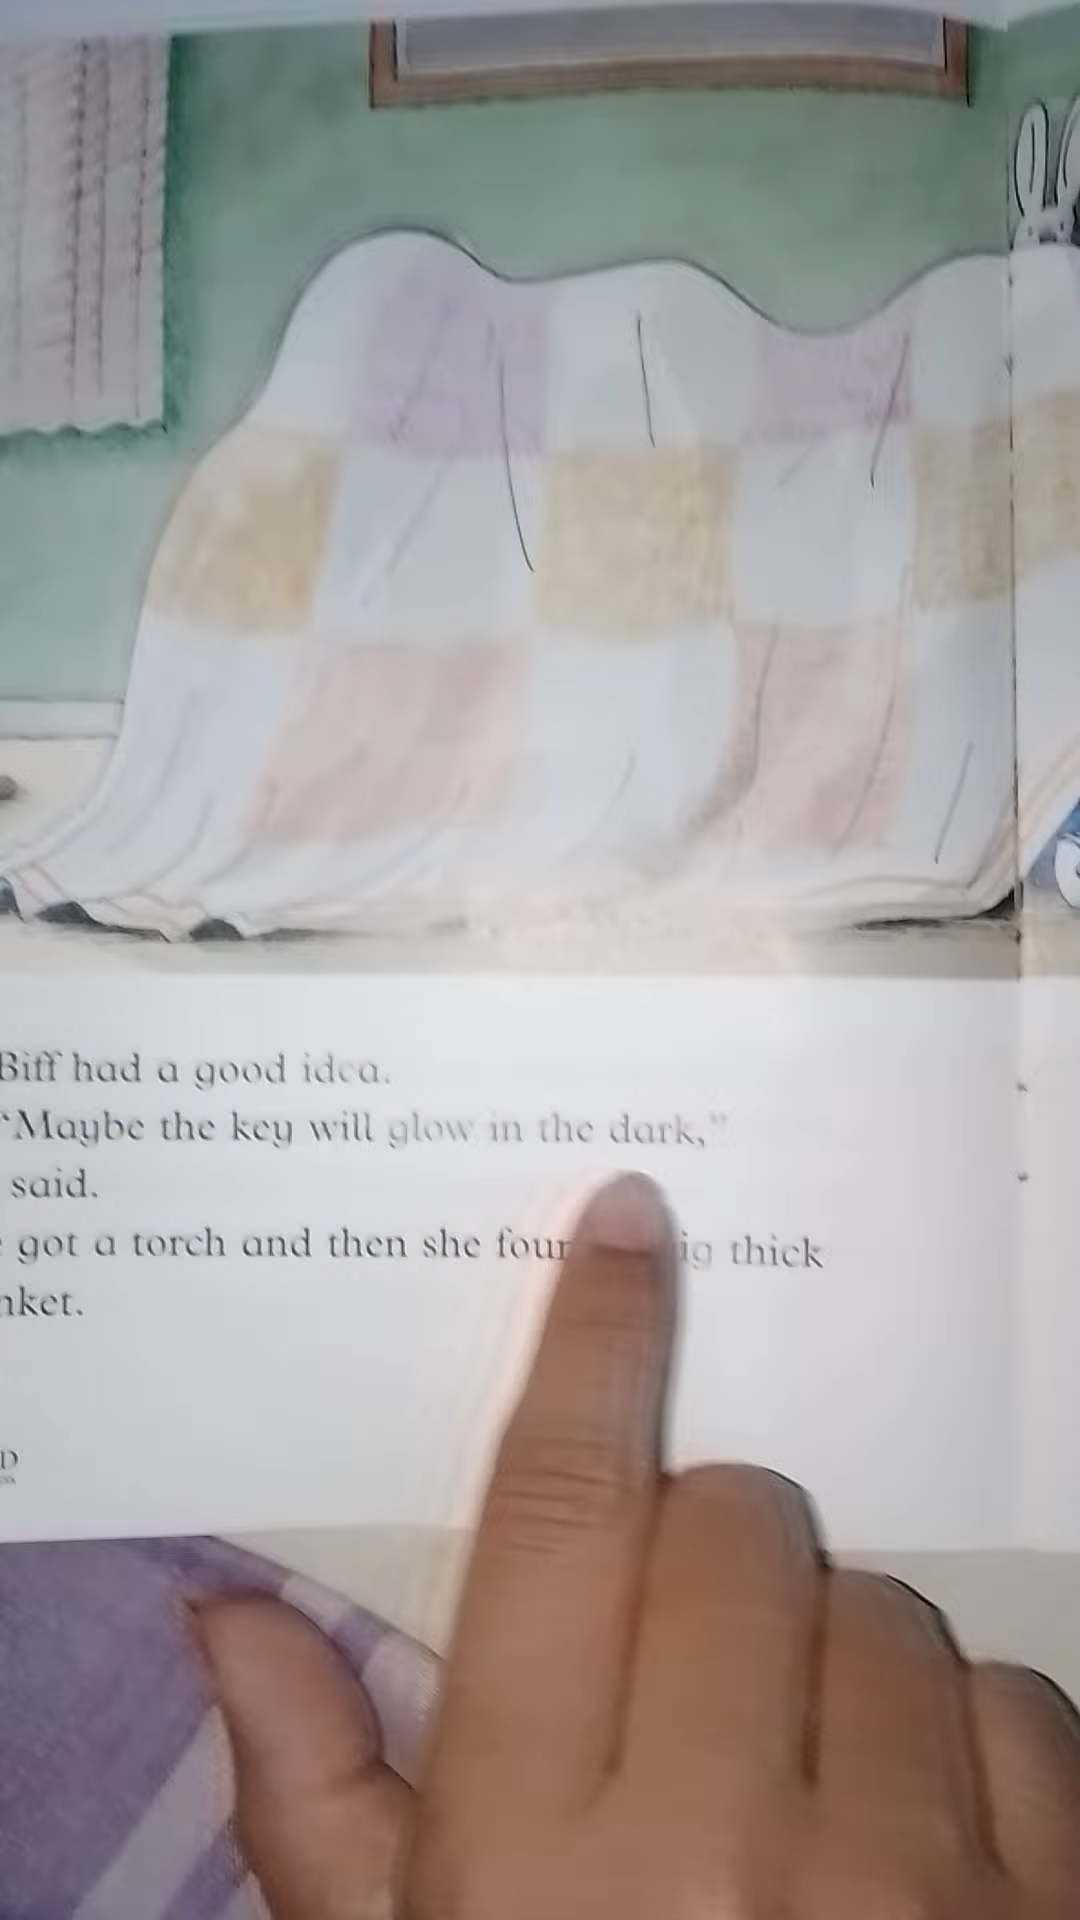 Biff had a good idea.
“Maybe the key will glow in the dark,”
said.
got a torch and then she four ig thick
nket.
D